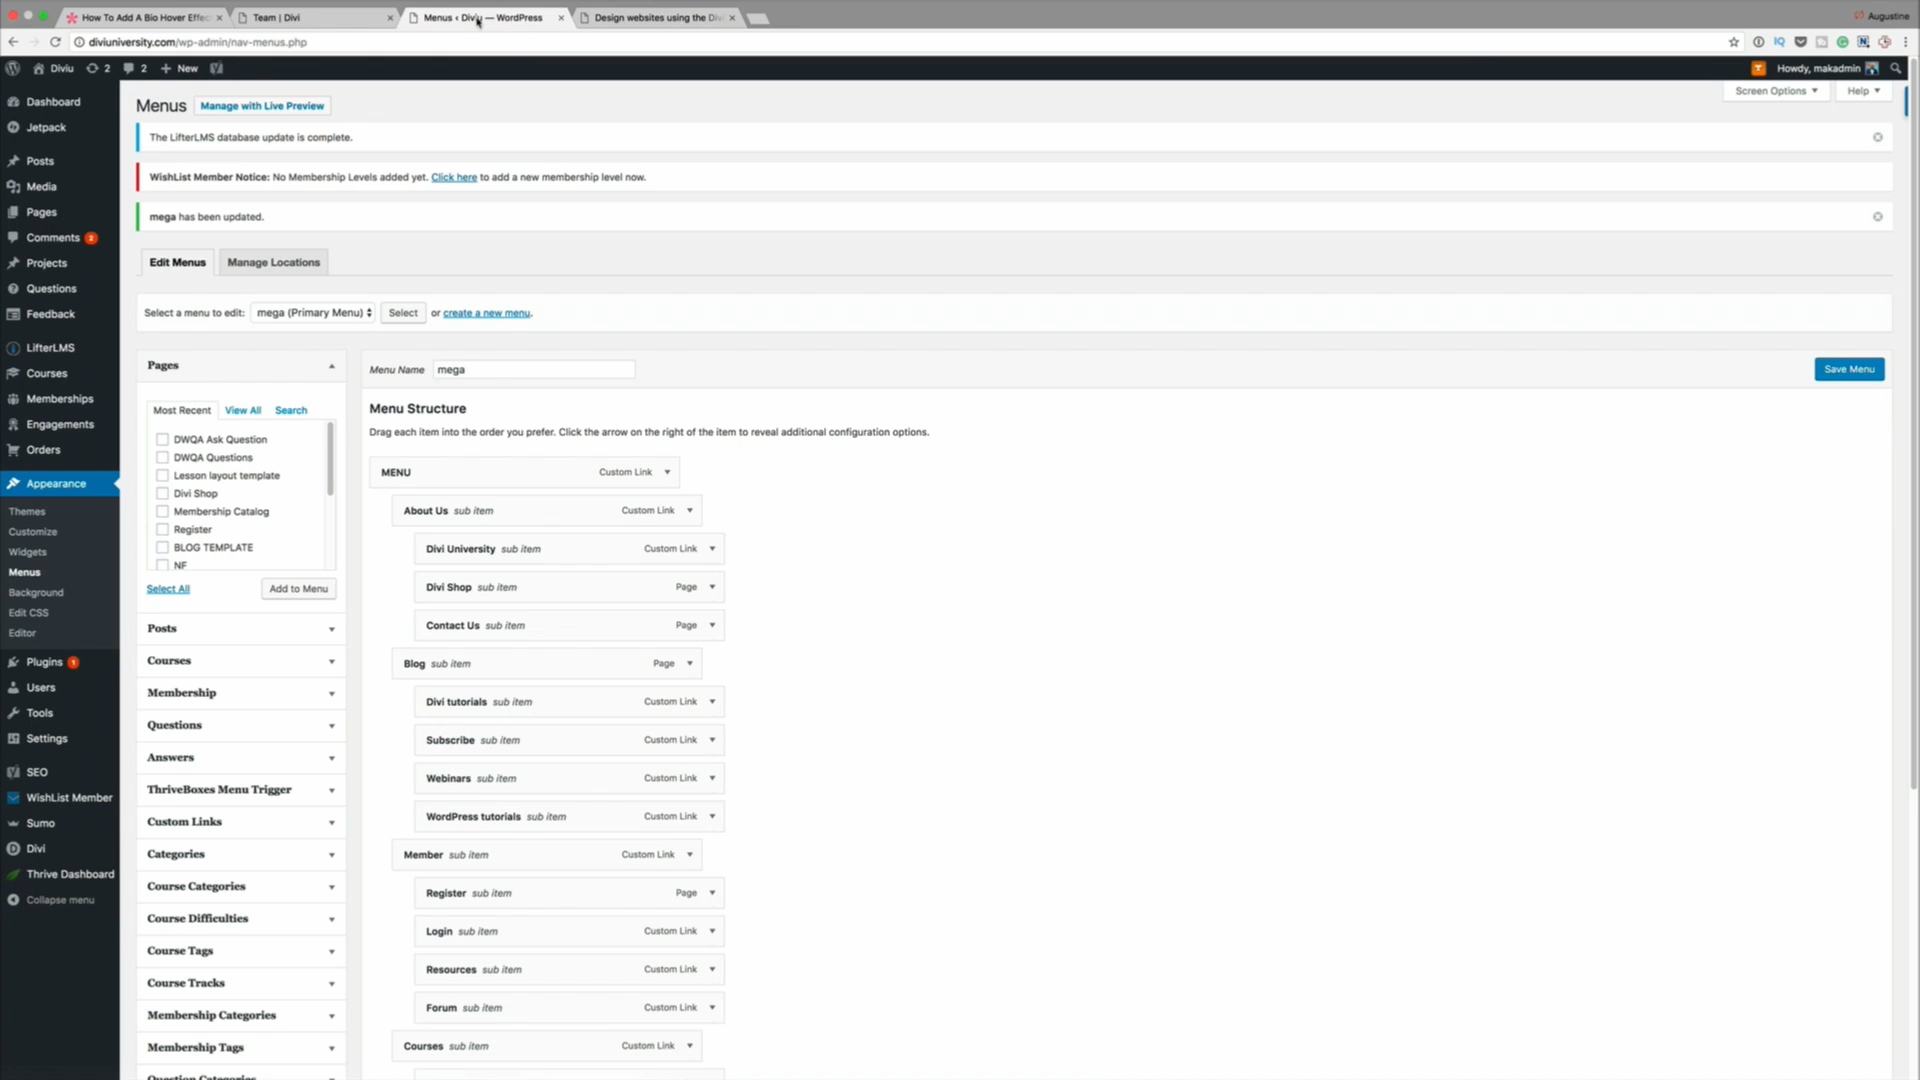 How To Add A Bio Hover Effec
Team | Divi
Menus ‹ Diviu — WordPress
Design websites using the Div
Augustine
diviuniversity.com/wp-admin/nav-menus.php
Diviu
2
2
New
Howdy, makadmin
Dashboard
Jetpack
Posts
Media
Pages
Comments 2
Projects
Questions
Feedback
LifterLMS
Courses
Memberships
Engagements
Orders
Appearance
Themes
Customize
Widgets
Menus
Background
Edit CSS
Editor
Plugins 1
Users
Tools
Settings
SEO
WishList Member
Sumo
Divi
Thrive Dashboard
Collapse menu
Menus
Manage with Live Preview
Screen Options
Help
The LifterLMS database update is complete.
WishList Member Notice: No Membership Levels added yet. Click here to add a new membership level now.
mega has been updated.
Edit Menus
Manage Locations
Select a menu to edit: mega (Primary Menu) Select or create a new menu.
Pages
Most Recent View All Search
DWQA Ask Question
DWQA Questions
Lesson layout template
Divi Shop
Membership Catalog
Register
BLOG TEMPLATE
NF
Select All
Add to Menu
Posts
Courses
Membership
Questions
Answers
ThriveBoxes Menu Trigger
Custom Links
Categories
Course Categories
Course Difficulties
Course Tags
Course Tracks
Membership Categories
Membership Tags
Question Categories
Menu Name mega
Save Menu
Menu Structure
Drag each item into the order you prefer. Click the arrow on the right of the item to reveal additional configuration options.
MENU Custom Link
About Us sub item Custom Link
Divi University sub item Custom Link
Divi Shop sub item Page
Contact Us sub item Page
Blog sub item Page
Divi tutorials sub item Custom Link
Subscribe sub item Custom Link
Webinars sub item Custom Link
WordPress tutorials sub item Custom Link
Member sub item Custom Link
Register sub item Page
Login sub item Custom Link
Resources sub item Custom Link
Forum sub item Custom Link
Courses sub item Custom Link